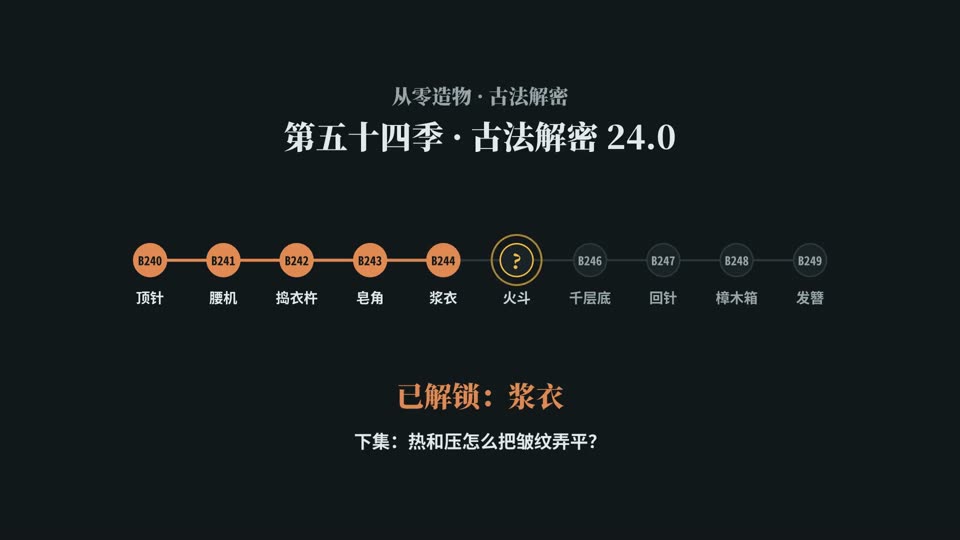 从零造物 · 古法解密
第五十四季 · 古法解密 24.0
B240 B241 B242 B243 B244 ? B246 B247 B248 B249
顶针 腰机 捣衣杵 皂角 浆衣 火斗 千层底 回针 樟木箱 发簪
已解锁：浆衣
下集：热和压怎么把皱纹弄平？